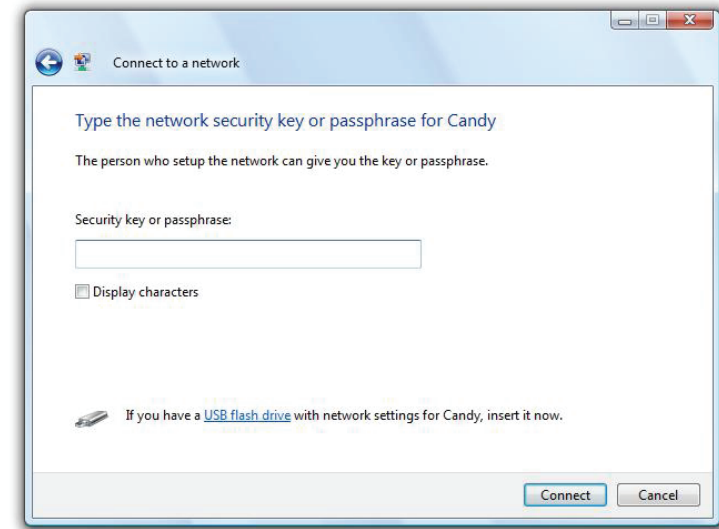 Connect to a network
Type the network security key or passphrase for Candy
The person who setup the network can give you the key or passphrase.
Security key or passphrase:
Display characters
If you have a USB flash drive with network settings for Candy, insert it now.
Connect Cancel